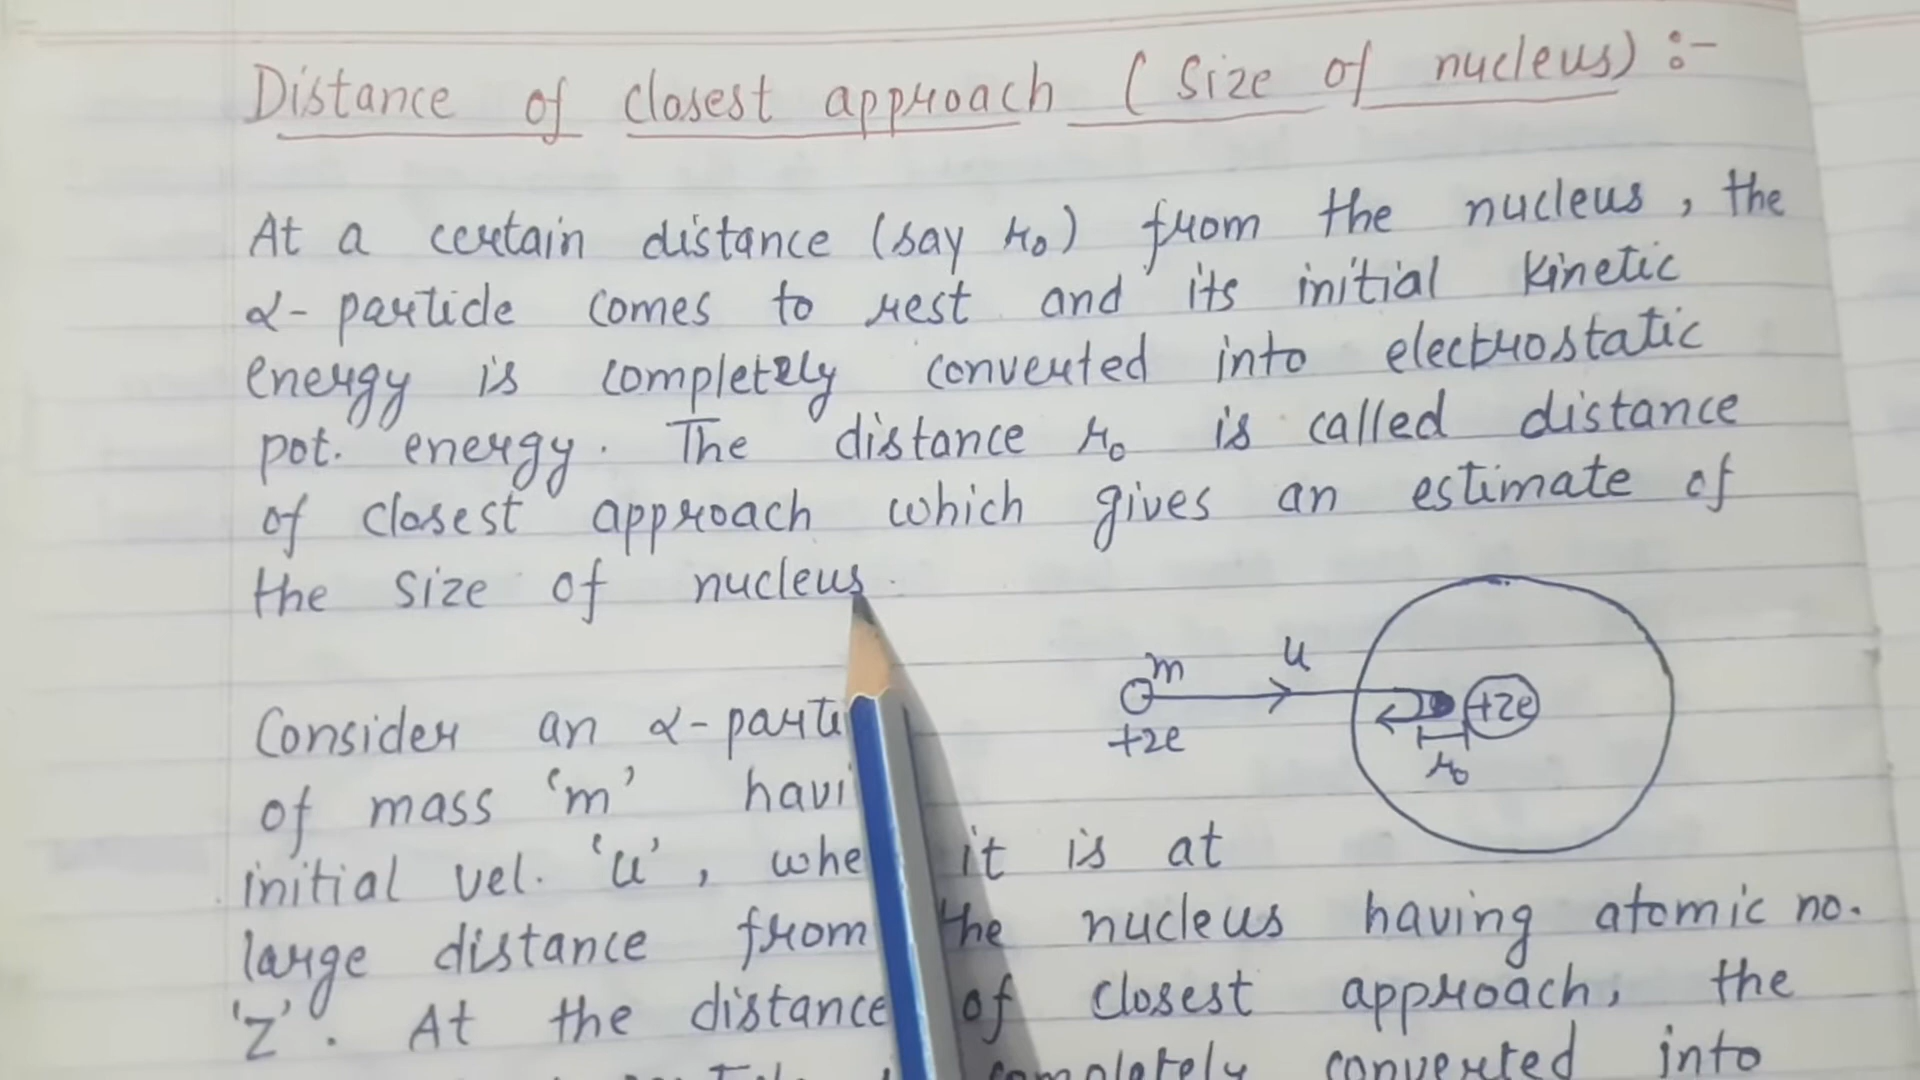 Distance of closest approach (Size of nucleus) :-
At a certain distance (say r₀) from the nucleus, the
α-particle comes to rest and its initial kinetic
energy is completely converted into electrostatic
pot. energy. The distance r₀ is called distance
of closest approach which gives an estimate of
the size of nucleus.
m
u
+2e
+ze
r₀
Consider an α-parti
of mass 'm' havi
initial vel. 'u', whe it is at
large distance from the nucleus having atomic no.
'Z'. At the distance of closest approach, the
completely converted into